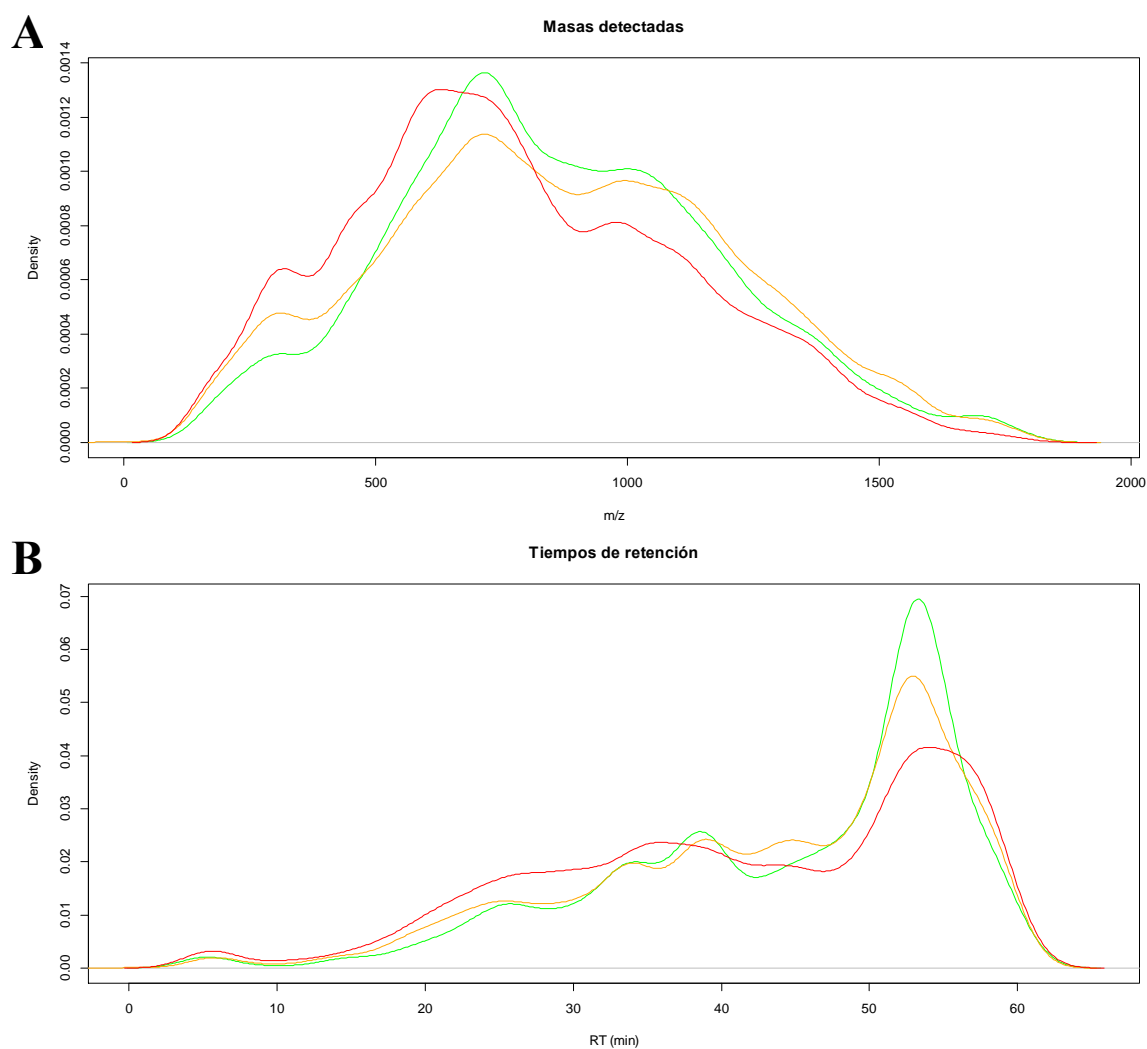 A
Masas detectadas
0.0014
0.0012
0.0010
0.0008
0.0006
0.0004
0.0002
0.0000
Density
0 500 1000 1500 2000
m/z
B
Tiempos de retención
0.07
0.06
0.05
0.04
0.03
0.02
0.01
0.00
Density
0 10 20 30 40 50 60
RT (min)